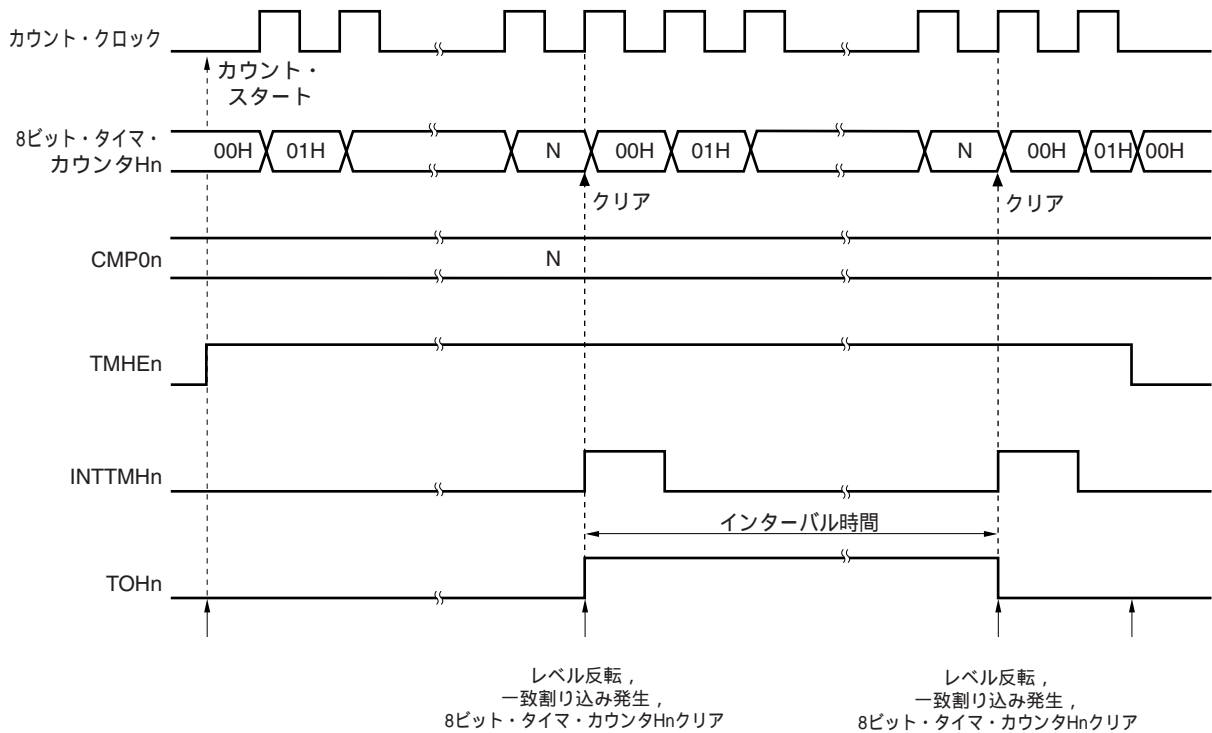 カウント・クロック
カウント・
スタート
8ビット・タイマ・
カウンタHn
00H 01H N 00H 01H N 00H 01H 00H
クリア クリア
CMP0n N
TMHEn
INTTMHn
インターバル時間
TOHn
レベル反転，
一致割り込み発生，
8ビット・タイマ・カウンタHnクリア
レベル反転，
一致割り込み発生，
8ビット・タイマ・カウンタHnクリア